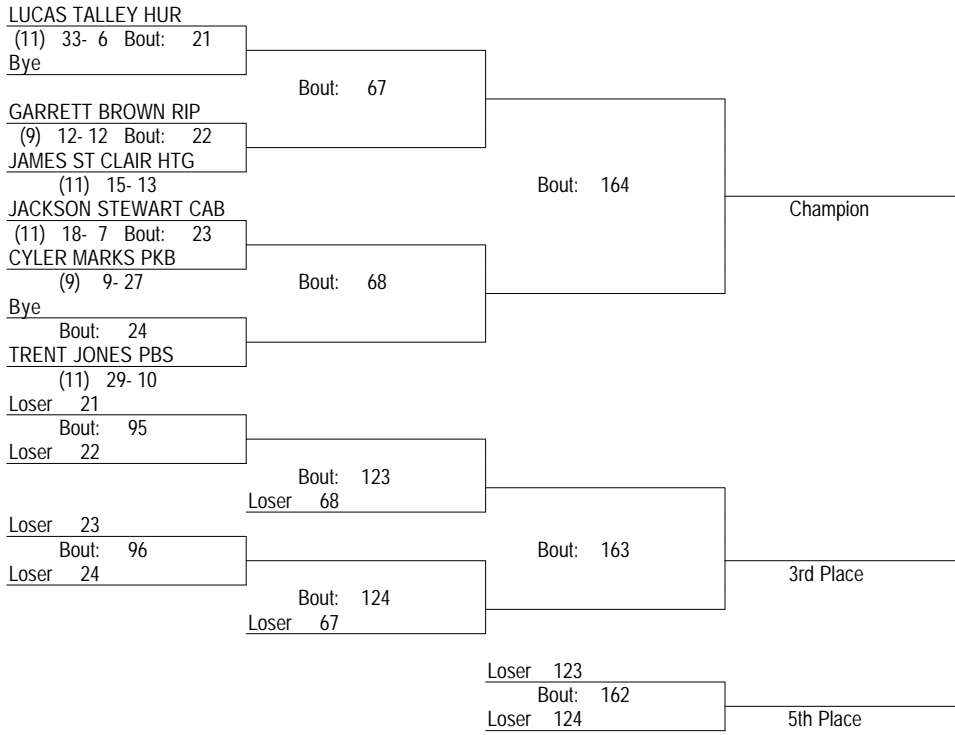 LUCAS TALLEY HUR
(11) 33- 6 Bout: 21
Bye
Bout: 67
GARRETT BROWN RIP
(9) 12- 12 Bout: 22
JAMES ST CLAIR HTG
(11) 15- 13
Bout: 164
JACKSON STEWART CAB
Champion
(11) 18- 7 Bout: 23
CYLER MARKS PKB
(9) 9- 27
Bout: 68
Bye
Bout: 24
TRENT JONES PBS
(11) 29- 10
Loser 21
Bout: 95
Loser 22
Bout: 123
Loser 68
Loser 23
Bout: 96
Bout: 163
Loser 24
3rd Place
Bout: 124
Loser 67
Loser 123
Bout: 162
Loser 124
5th Place